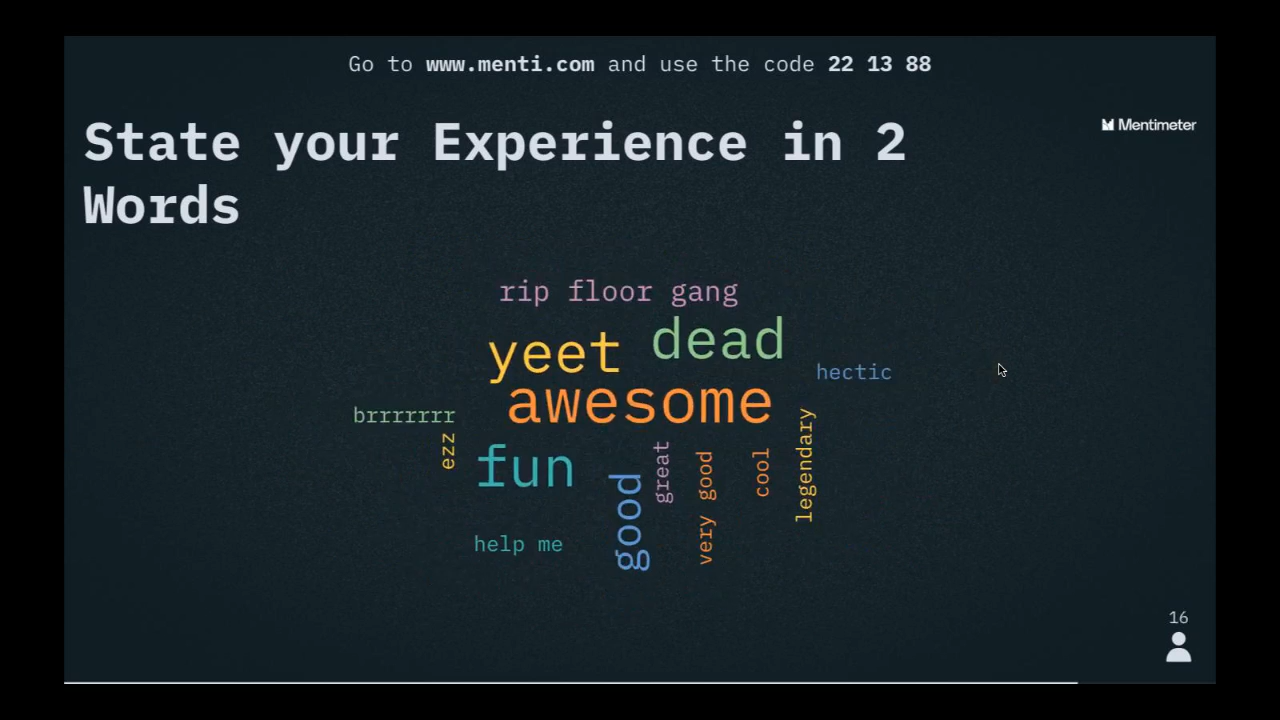 Go to www.menti.com and use the code 22 13 88
Mentimeter
State your Experience in 2
Words
rip floor gang
yeet
dead
hectic
awesome
brrrrrrr
ezz
fun
good
great
very good
cool
legendary
help me
16